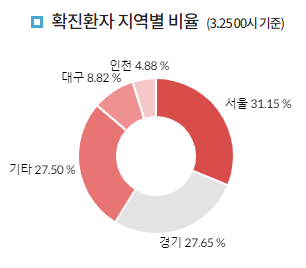 확진환자 지역별 비율 (3.25 00시 기준)
인천 4.88 %
대구 8.82 %
서울 31.15 %
기타 27.50 %
경기 27.65 %